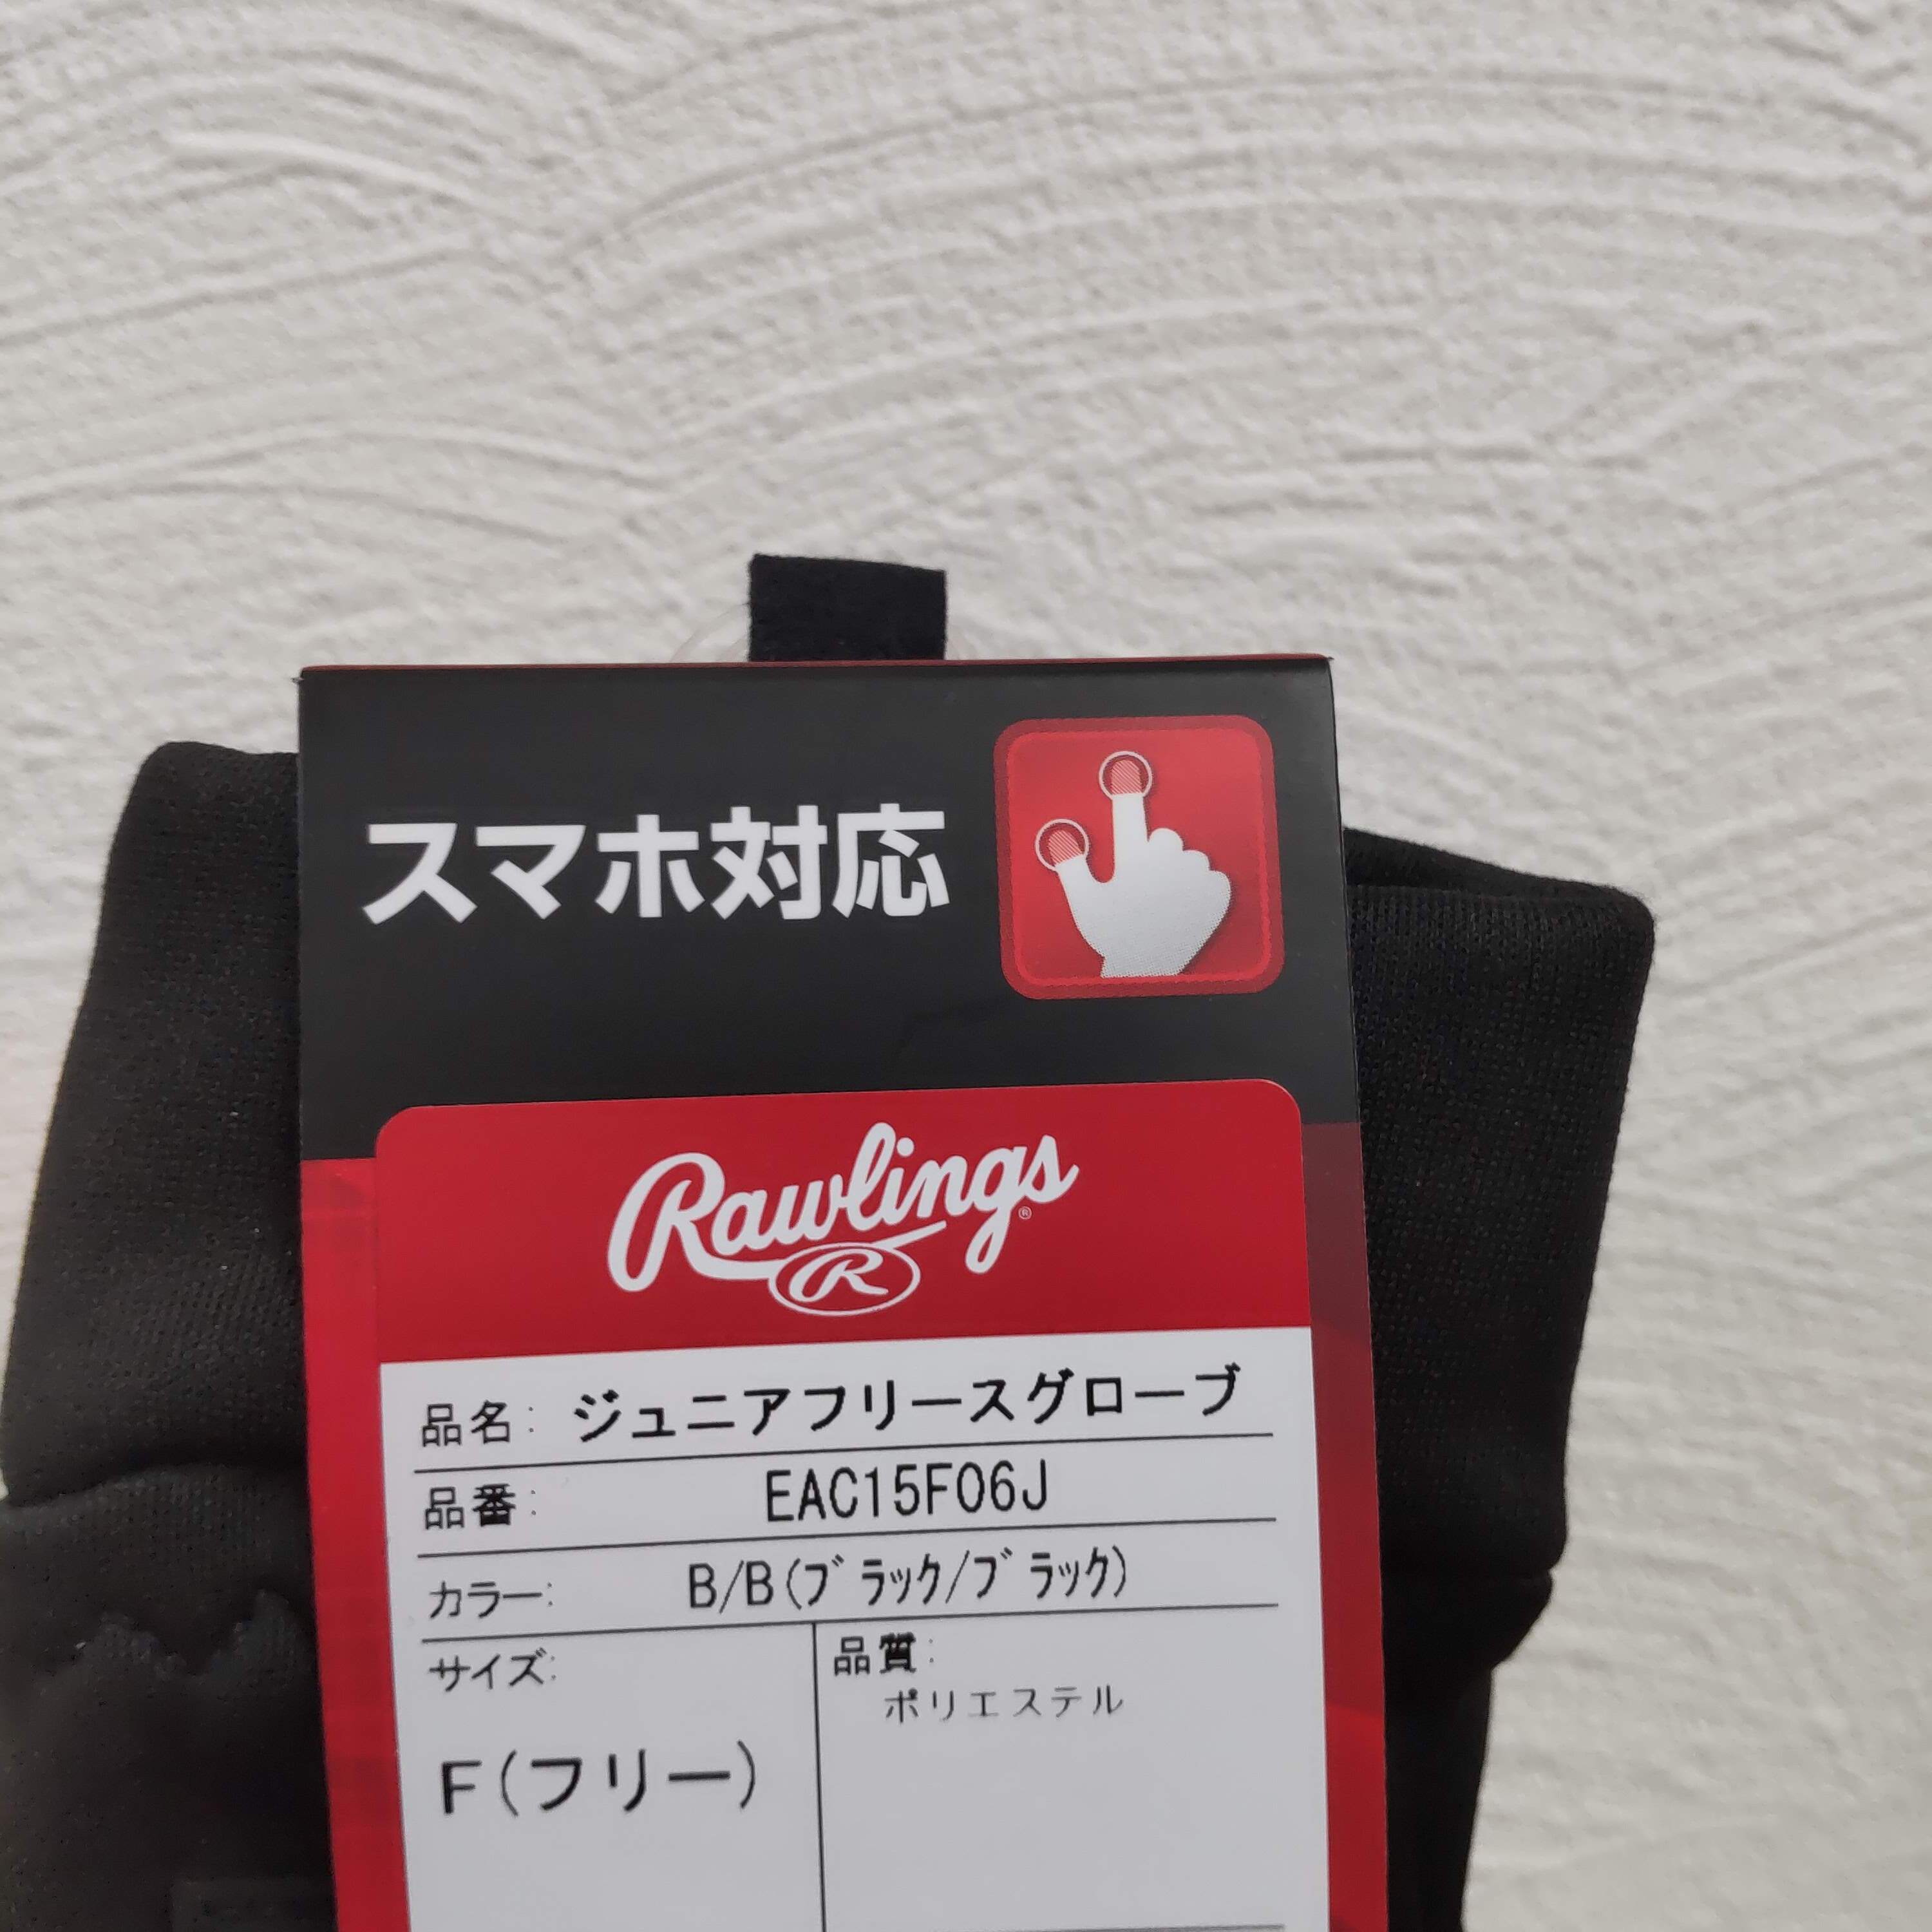 スマホ対応
Rawlings®
R
品名: ジュニアフリースグローブ
品番: EAC15F06J
カラー: B/B(ブラック/ブラック)
サイズ:
F(フリー)
品質:
ポリエステル